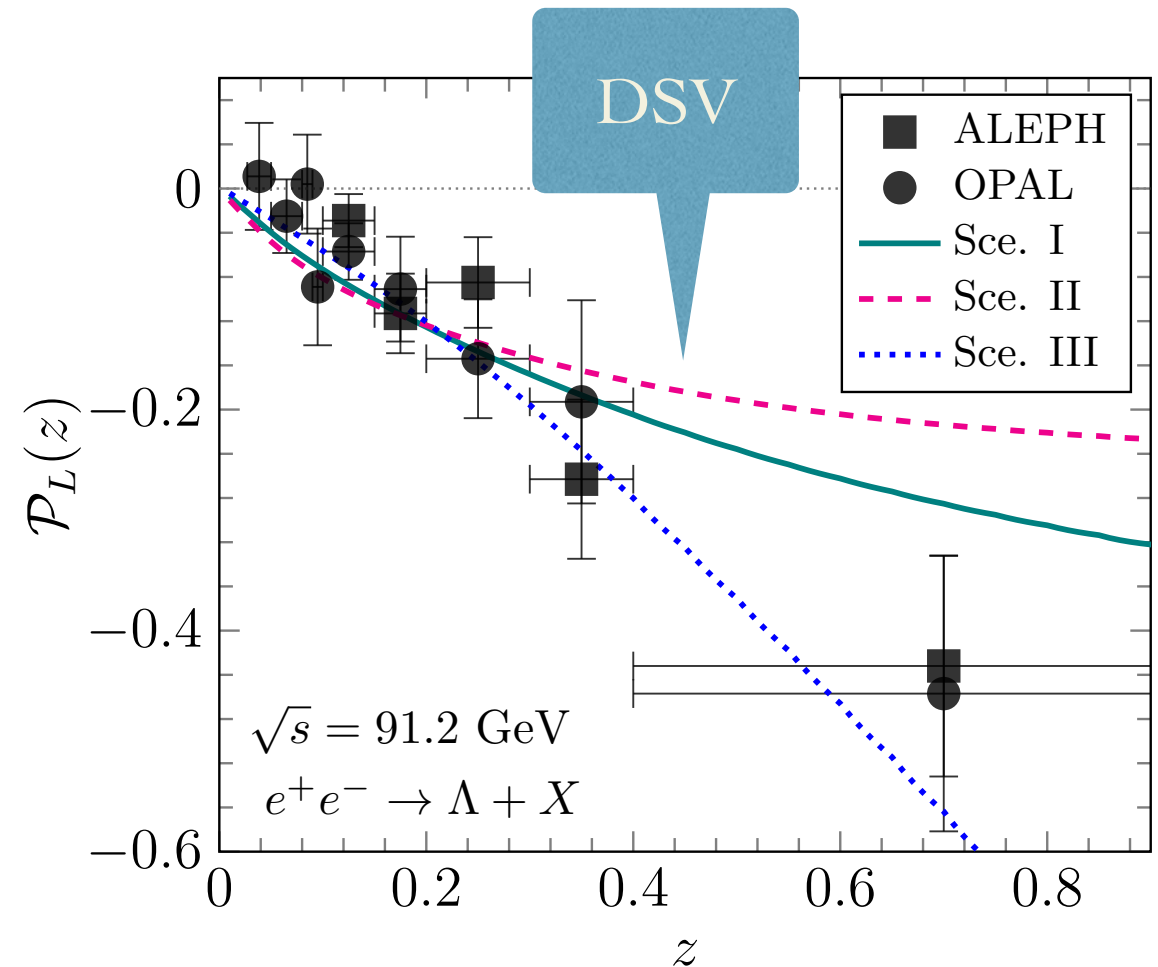 DSV
ALEPH
OPAL
Sce. I
Sce. II
Sce. III
0
−0.2
−0.4
−0.6
𝒫_L(z)
√s = 91.2 GeV
e⁺e⁻ → Λ + X
0 0.2 0.4 0.6 0.8
z